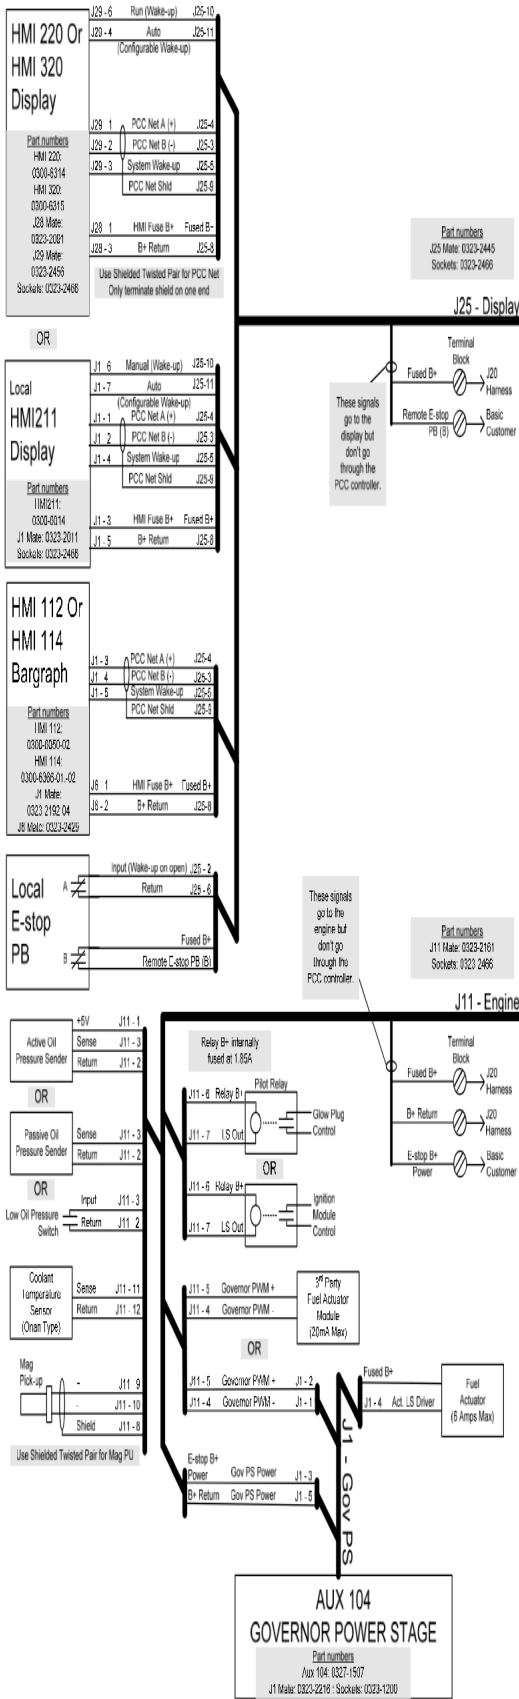 HMI 220 Or
HMI 320
Display
Part numbers
HMI 220:
0300-6314
HMI 320:
0300-6315
J28 Mate:
0323-2091
J29 Mate:
0323-2456
Sockets: 0323-2466
J29 - 6 Run (Wake-up) J25-10
J29 - 4 Auto J25-11
(Configurable Wake-up)
J29 1 PCC Net A (+) J25-4
J29 - 2 PCC Net B (-) J25-3
J29 - 3 System Wake-up J25-5
PCC Net Shld J25-9
J28 1 HMI Fuse B+ Fused B+
J28 - 3 B+ Return J25-8
Use Shielded Twisted Pair for PCC Net
Only terminate shield on one end
Part numbers
J25 Mate: 0323-2445
Sockets: 0323-2466
J25 - Display
OR
Terminal
Block
Fused B+ J20
Harness
Remote E-stop
PB (B) Basic
Customer
These signals
go to the
display but
don't go
through the
PCC controller.
Local
HMI211
Display
Part numbers
HMI211:
0300-6014
J1 Mate: 0323-2011
Sockets: 0323-2466
J1 6 Manual (Wake-up) J25-10
J1 - 7 Auto J25-11
(Configurable Wake-up)
J1 - 1 PCC Net A (+) J25-4
J1 2 PCC Net B (-) J25 3
J1 - 4 System Wake-up J25-5
PCC Net Shld J25-9
J1 - 3 HMI Fuse B+ Fused B+
J1 - 5 B+ Return J25-8
HMI 112 Or
HMI 114
Bargraph
Part numbers
HMI 112:
0300-6050-02
HMI 114:
0300-6366-01,-02
J1 Mate:
0323 2192 04
J6 Mate: 0323-2429
J1 - 3 PCC Net A (+) J25-4
J1 4 PCC Net B (-) J25-3
J1 - 5 System Wake-up J25-5
PCC Net Shld J25-9
J6 1 HMI Fuse B+ Fused B+
J6 - 2 B+ Return J25-8
Local
E-stop
PB
A
B
Input (Wake-up on open) J25 - 2
Return J25 - 6
Fused B+
Remote E-stop PB (B)
These signals
go to the
engine but
don't go
through the
PCC controller.
Part numbers
J11 Mate: 0323-2161
Sockets: 0323 2466
J11 - Engine
Terminal
Block
Fused B+ J20
Harness
B+ Return J20
Harness
E-stop B+
Power Basic
Customer
Active Oil
Pressure Sender
+5V J11 - 1
Sense J11 - 3
Return J11 - 2
OR
Passive Oil
Pressure Sender
Sense J11 - 3
Return J11 - 2
OR
Low Oil Pressure
Switch
Input J11 - 3
Return J11 2
Coolant
Temperature
Sensor
(Onan Type)
Sense J11 - 11
Return J11 - 12
Mag
Pick-up
- J11 9
- J11 - 10
Shield J11 - 8
Use Shielded Twisted Pair for Mag PU
Relay B+ internally
fused at 1.85A
Pilot Relay
J11 - 6 Relay B+
J11 - 7 LS Out
Glow Plug
Control
OR
J11 - 6 Relay B+
J11 - 7 LS Out
Ignition
Module
Control
J11 - 5 Governor PWM +
J11 - 4 Governor PWM -
3rd Party
Fuel Actuator
Module
(20mA Max)
OR
J11 - 5 Governor PWM + J1 - 2
J11 - 4 Governor PWM - J1 - 1
Fused B+
J1 - 4 Act. LS Driver
Fuel
Actuator
(6 Amps Max)
E-stop B+
Power Gov PS Power J1 - 3
B+ Return Gov PS Power J1 - 5
J1 - Gov PS
AUX 104
GOVERNOR POWER STAGE
Part numbers
Aux 104: 0327-1507
J1 Mate: 0323-2216 : Sockets: 0323-1200